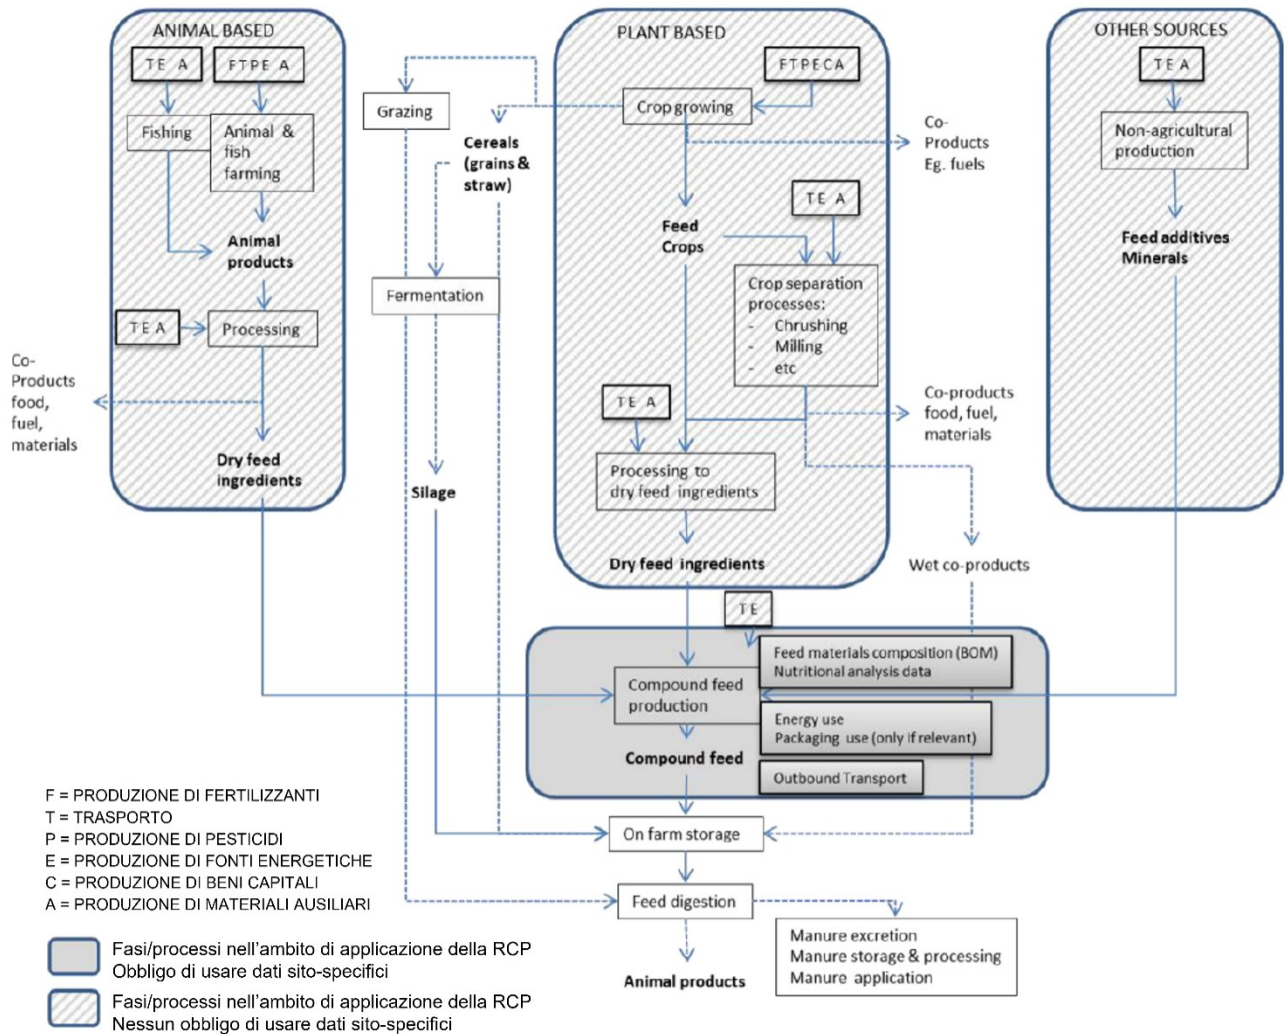 ANIMAL BASED
TE A
FTPE A
Fishing
Animal &
fish
farming
Animal
products
TE A
Processing
Co-
Products
food,
fuel,
materials
Dry feed
ingredients
Grazing
Cereals
(grains &
straw)
Fermentation
Silage
PLANT BASED
FTPECA
Crop growing
Co-
Products
Eg. fuels
TE A
Feed
Crops
Crop separation
processes:
- Chrushing
- Milling
- etc
TE A
Co-products
food, fuel,
materials
Processing to
dry feed ingredients
Dry feed ingredients
Wet co-products
OTHER SOURCES
TE A
Non-agricultural
production
Feed additives
Minerals
TE
Feed materials composition (BOM)
Nutritional analysis data
Compound feed
production
Energy use
Packaging use (only if relevant)
Compound feed
Outbound Transport
On farm storage
Feed digestion
Manure excretion
Manure storage & processing
Manure application
Animal products
F = PRODUZIONE DI FERTILIZZANTI
T = TRASPORTO
P = PRODUZIONE DI PESTICIDI
E = PRODUZIONE DI FONTI ENERGETICHE
C = PRODUZIONE DI BENI CAPITALI
A = PRODUZIONE DI MATERIALI AUSILIARI
Fasi/processi nell'ambito di applicazione della RCP
Obbligo di usare dati sito-specifici
Fasi/processi nell'ambito di applicazione della RCP
Nessun obbligo di usare dati sito-specifici